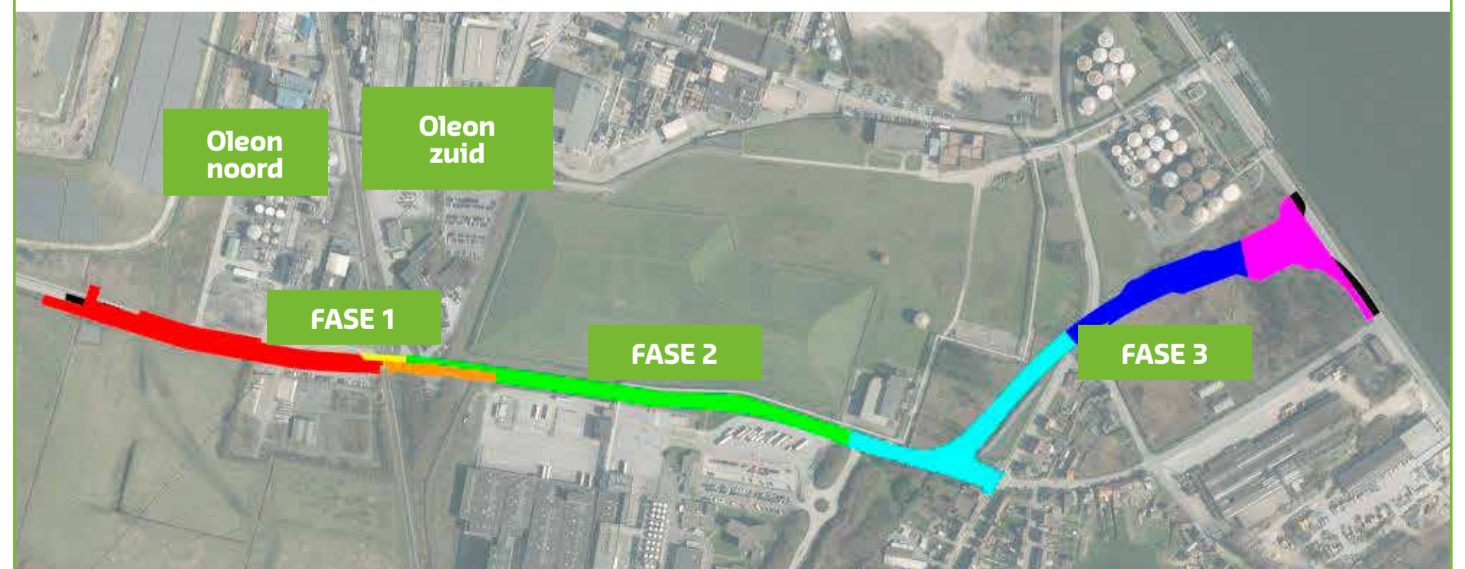 Oleon
noord
Oleon
zuid
FASE 1
FASE 2
FASE 3